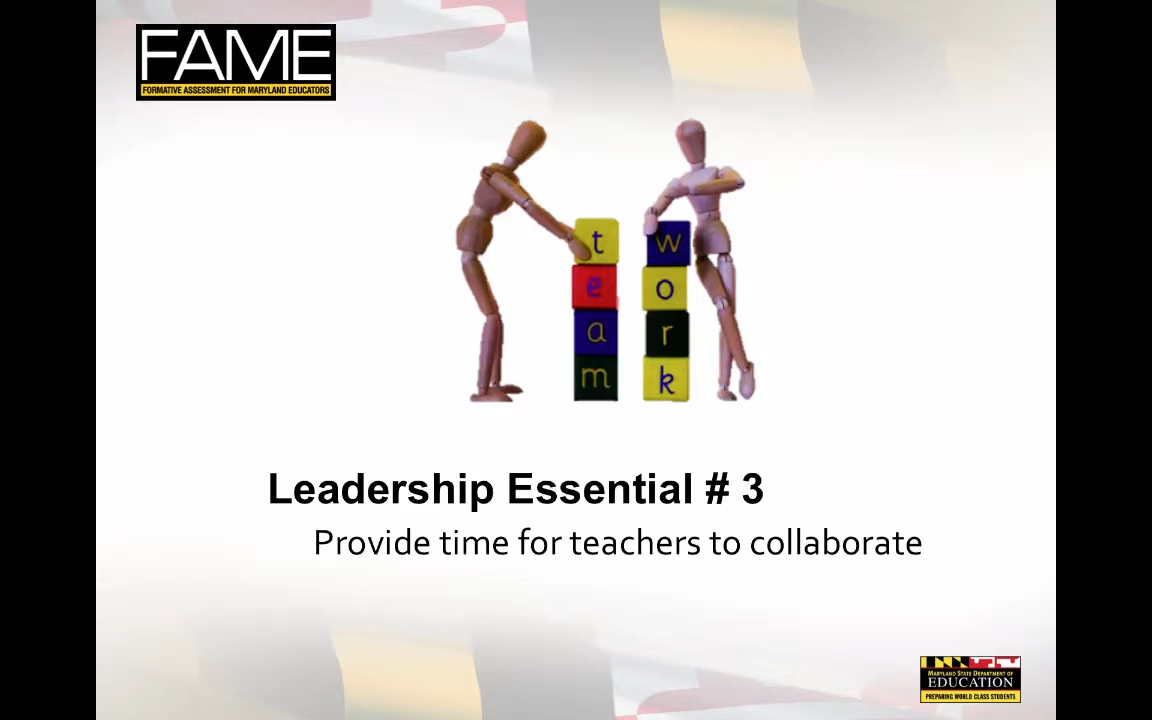 FAME
FORMATIVE ASSESSMENT FOR MARYLAND EDUCATORS
t w
e o
a r
m k
Leadership Essential # 3
Provide time for teachers to collaborate
MARYLAND STATE DEPARTMENT OF
EDUCATION
PREPARING WORLD CLASS STUDENTS